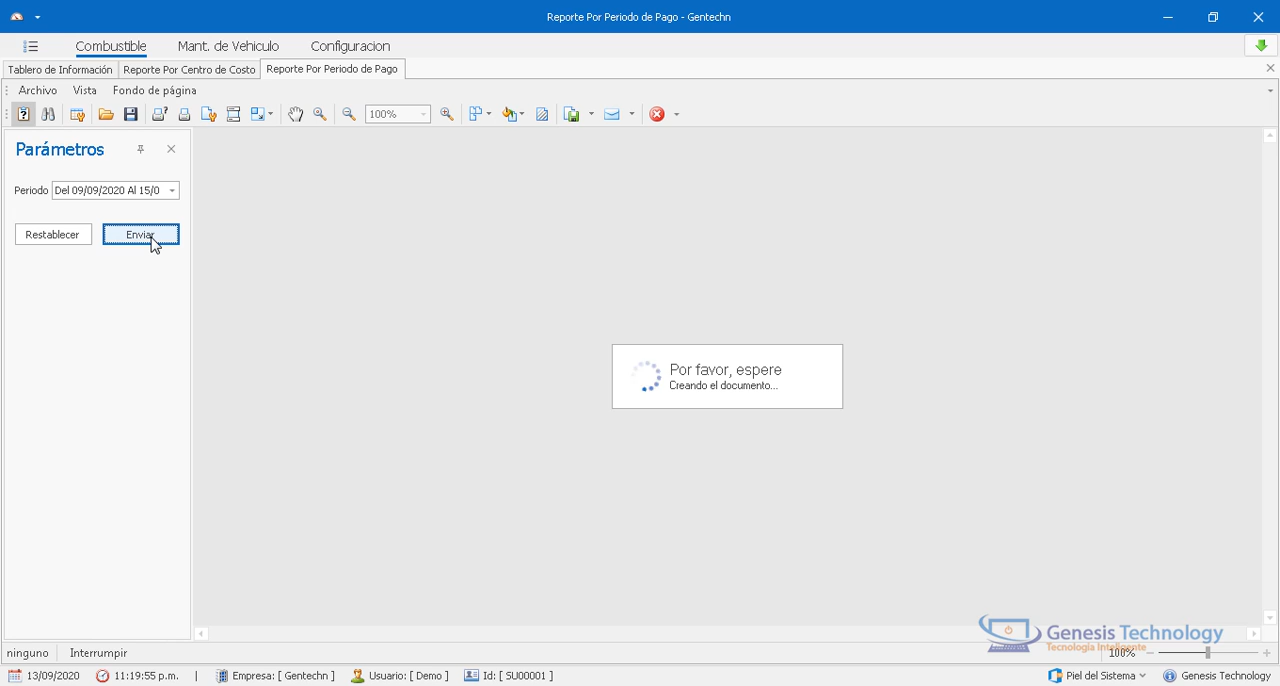 Reporte Por Periodo de Pago - Gentechn
Combustible Mant. de Vehiculo Configuracion
Tablero de Información Reporte Por Centro de Costo Reporte Por Periodo de Pago
Archivo Vista Fondo de página
100%
Parámetros
Periodo Del 09/09/2020 Al 15/0
Restablecer Enviar
Por favor, espere
Creando el documento...
Genesis Technology
Tecnología Inteligente
ninguno Interrumpir 100%
13/09/2020 11:19:55 p.m. | Empresa: [ Gentechn ] Usuario: [ Demo ] Id: [ SU00001 ] Piel del Sistema Genesis Technology